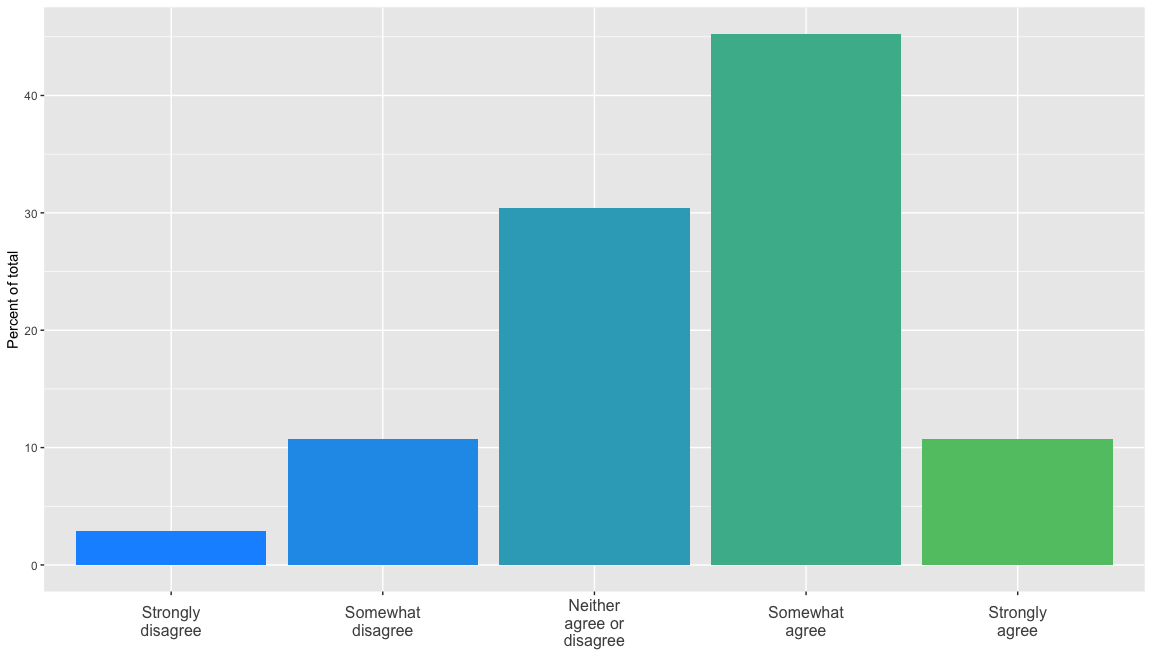 Percent of total
40
30
20
10
0
Strongly
disagree
Somewhat
disagree
Neither
agree or
disagree
Somewhat
agree
Strongly
agree